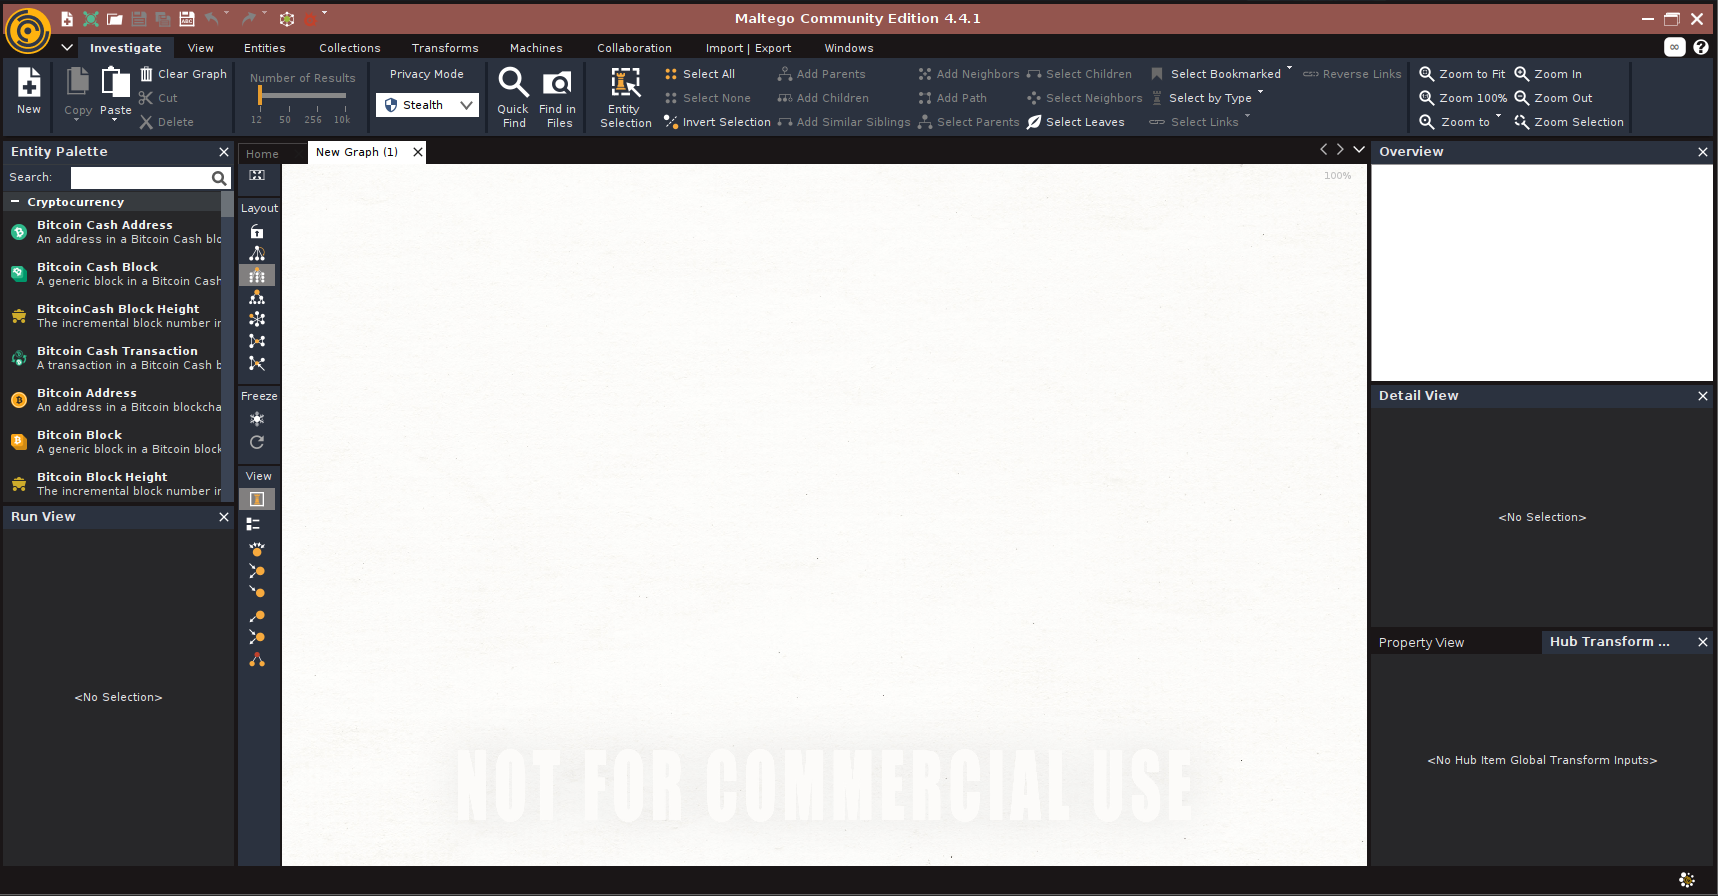 Maltego Community Edition 4.4.1
Investigate View Entities Collections Transforms Machines Collaboration Import | Export Windows
New
Copy
Paste
Clear Graph
Cut
Delete
Number of Results
12 50 256 10k
Privacy Mode
Stealth
Quick
Find
Find in
Files
Entity
Selection
Select All
Select None
Invert Selection
Add Parents
Add Children
Add Similar Siblings
Add Neighbors
Add Path
Select Parents
Select Children
Select Neighbors
Select Leaves
Select Bookmarked
Select by Type
Select Links
Reverse Links
Zoom to Fit
Zoom 100%
Zoom to
Zoom In
Zoom Out
Zoom Selection
Entity Palette
Search:
Cryptocurrency
Bitcoin Cash Address
An address in a Bitcoin Cash blo
Bitcoin Cash Block
A generic block in a Bitcoin Cash
BitcoinCash Block Height
The incremental block number in
Bitcoin Cash Transaction
A transaction in a Bitcoin Cash b
Bitcoin Address
An address in a Bitcoin blockcha
Bitcoin Block
A generic block in a Bitcoin block
Bitcoin Block Height
The incremental block number in
Run View
<No Selection>
Home
New Graph (1)
Layout
Freeze
View
100%
NOT FOR COMMERCIAL USE
Overview
Detail View
<No Selection>
Property View
Hub Transform ...
<No Hub Item Global Transform Inputs>